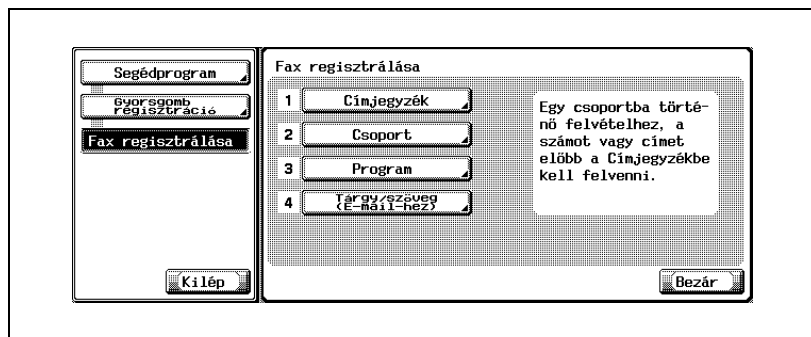 Segédprogram
Gyorsgomb
regisztráció
Fax regisztrálása
Kilép
Fax regisztrálása
1 Címjegyzék
2 Csoport
3 Program
4 Tárgy/szöveg
(E-mail-hez)
Egy csoportba törté-
nő felvételhez, a
számot vagy címet
előbb a Címjegyzékbe
kell felvenni.
Bezár